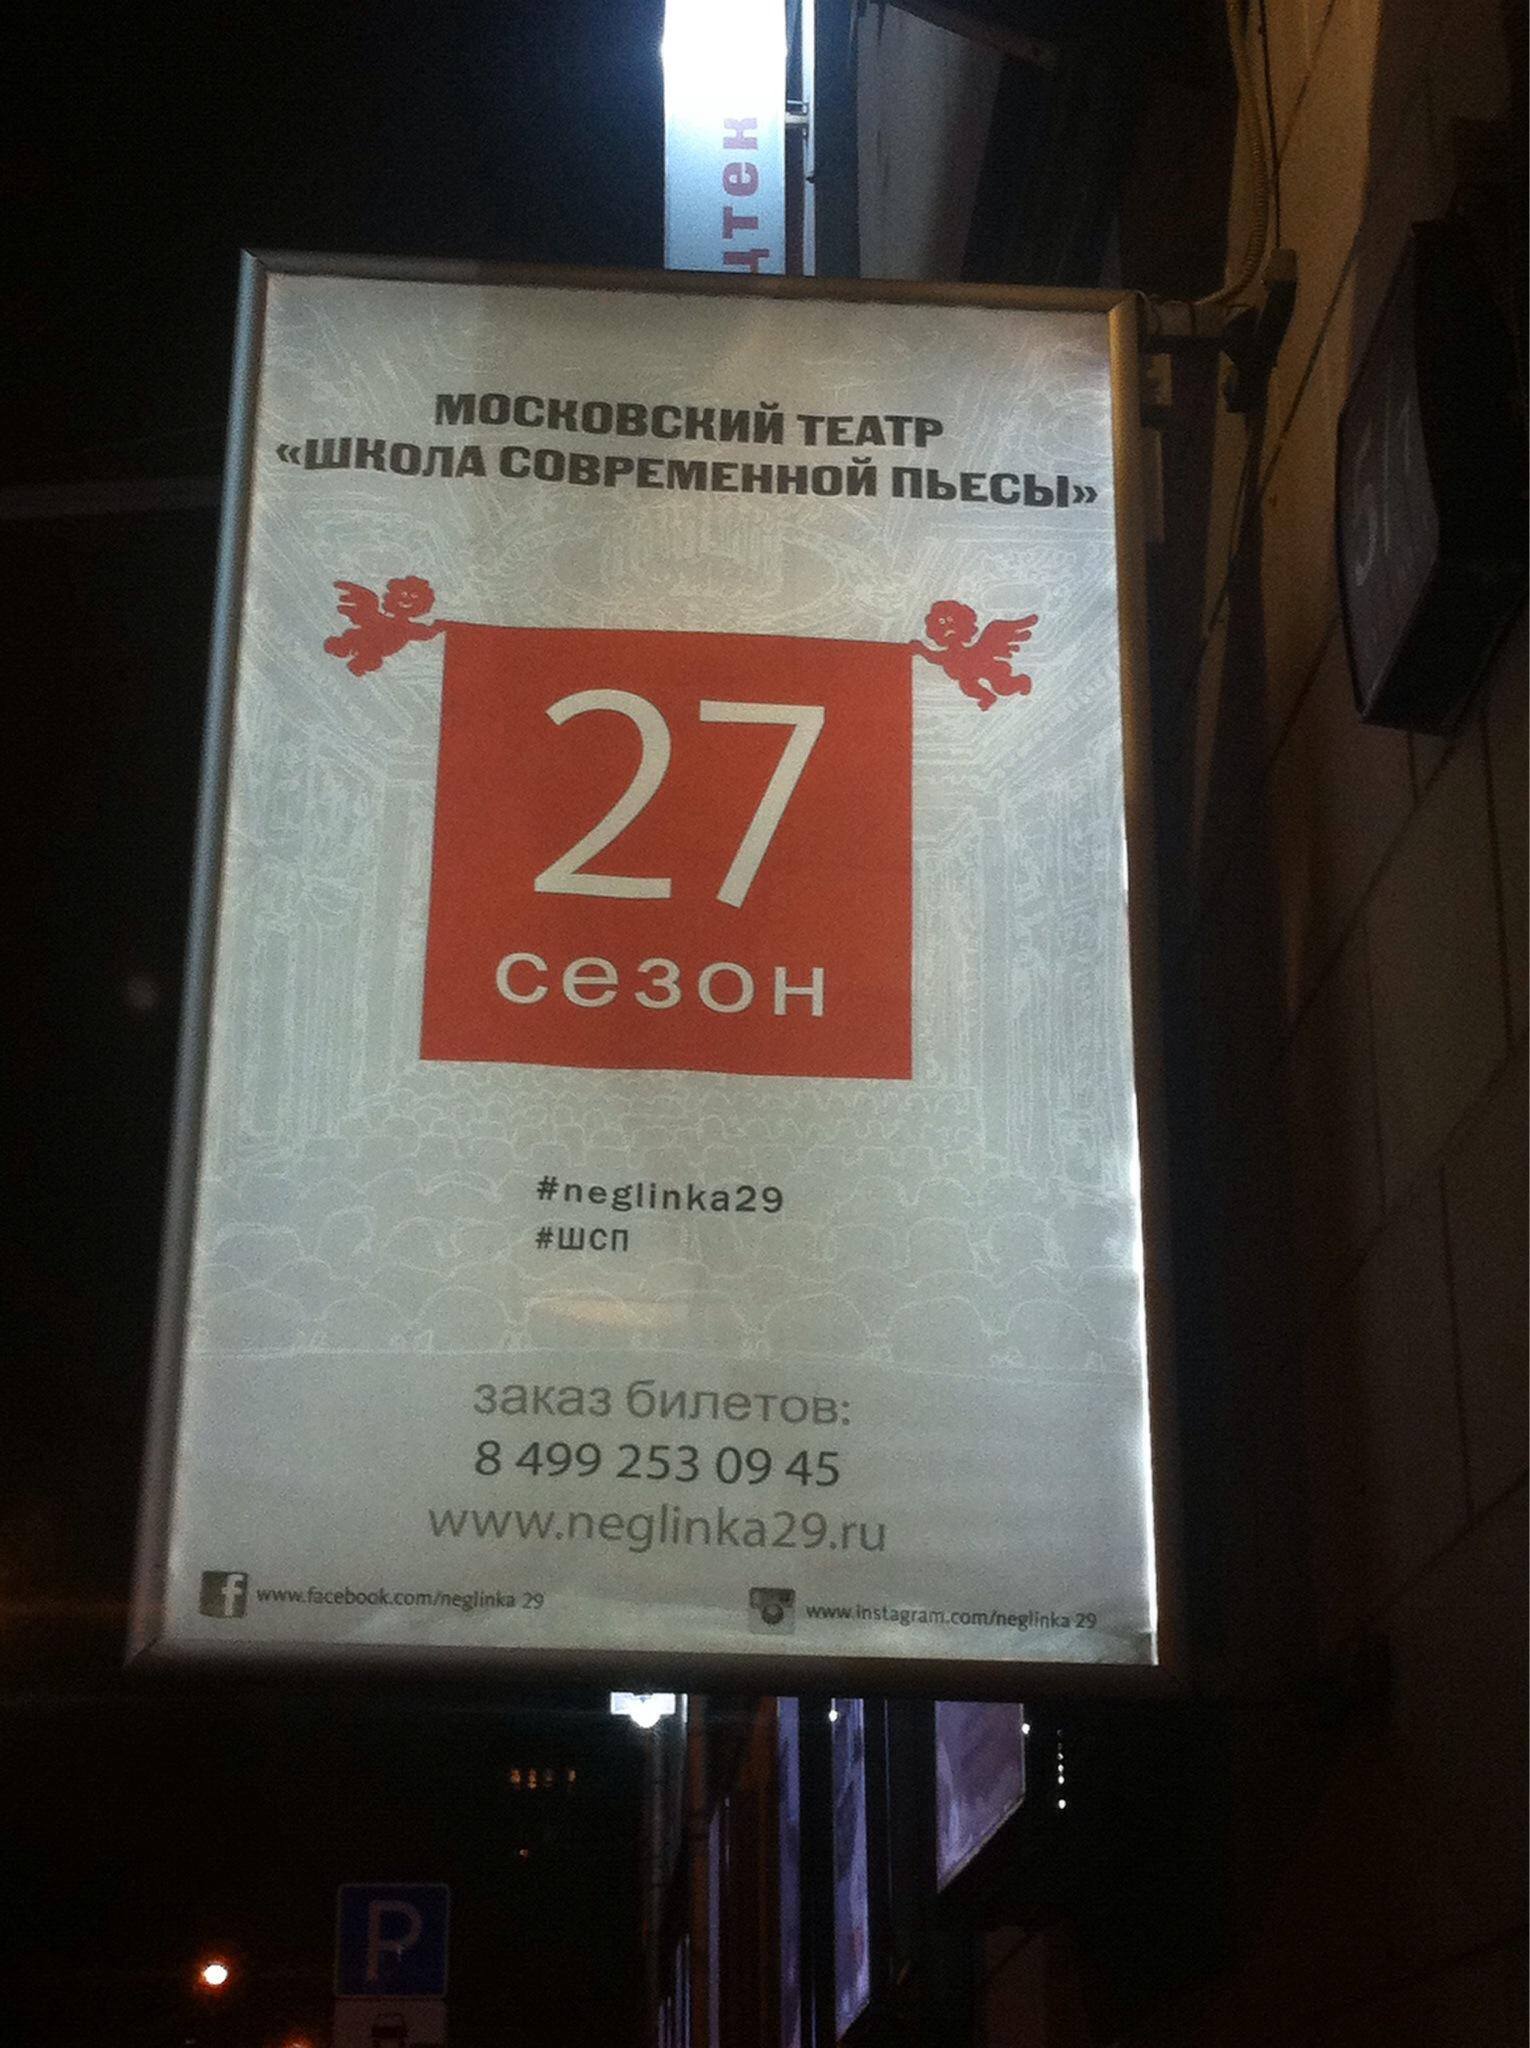 цтек
МОСКОВСКИЙ ТЕАТР
«ШКОЛА СОВРЕМЕННОЙ ПЬЕСЫ»
27
сезон
#neglinka29
#шсп
заказ билетов:
8 499 253 09 45
www.neglinka29.ru
www.facebook.com/neglinka 29
www.instagram.com/neglinka 29
P